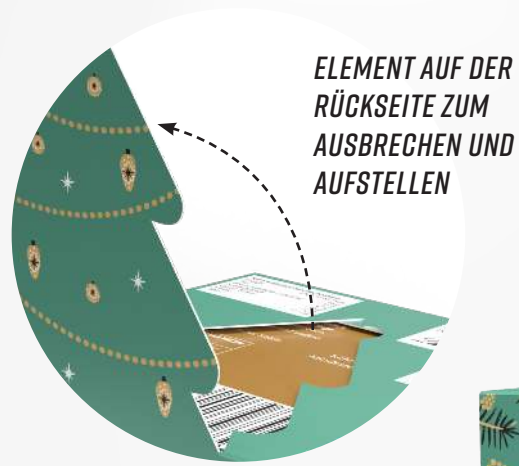 ELEMENT AUF DER
RÜCKSEITE ZUM
AUSBRECHEN UND
AUFSTELLEN